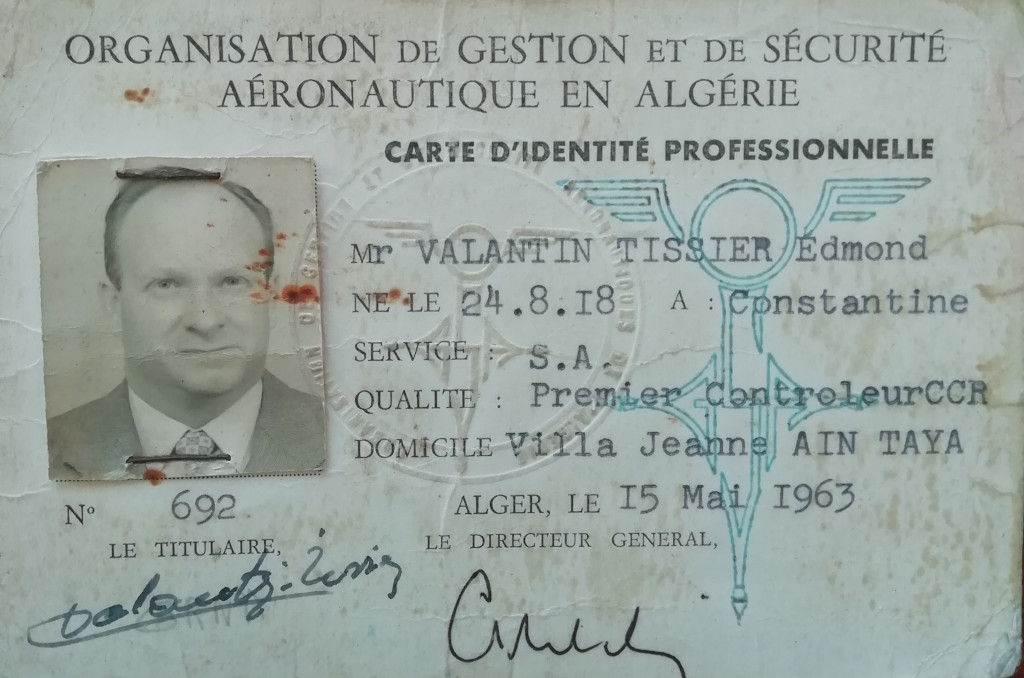 ORGANISATION DE GESTION ET DE SÉCURITÉ
AÉRONAUTIQUE EN ALGÉRIE
CARTE D'IDENTITÉ PROFESSIONNELLE
Mr VALANTIN TISSIER Edmond
NE LE 24.8.I8 A : Constantine
SERVICE : S.A.
QUALITE : Premier ControleurCCR
DOMICILE Villa Jeanne AIN TAYA
N° 692
ALGER, LE I5 Mai I963
LE TITULAIRE,
LE DIRECTEUR GENERAL,